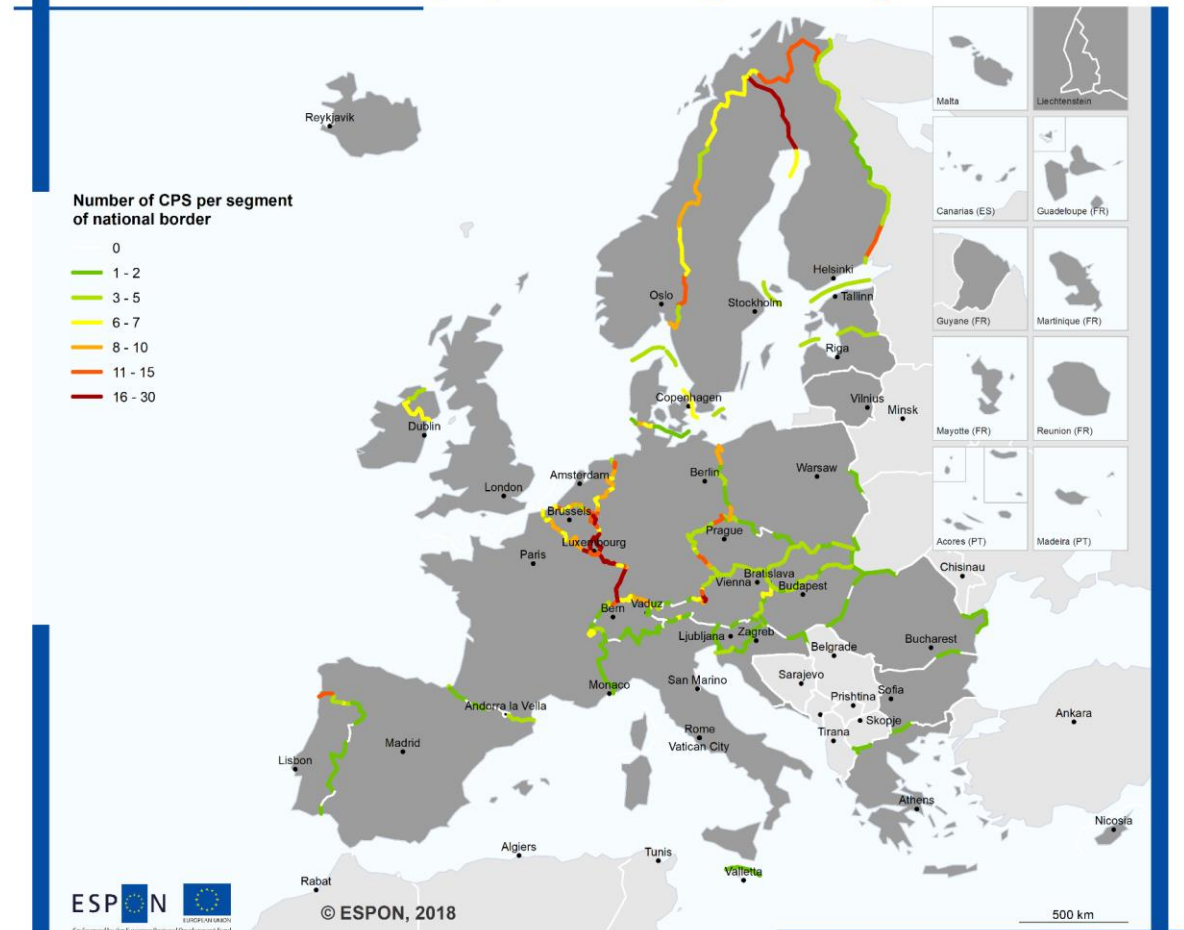 Reykjavik
Malta
Liechtenstein
Canarias (ES)
Guadeloupe (FR)
Guyane (FR)
Martinique (FR)
Mayotte (FR)
Reunion (FR)
Acores (PT)
Madeira (PT)
Number of CPS per segment
of national border
0
1 - 2
3 - 5
6 - 7
8 - 10
11 - 15
16 - 30
Helsinki
Oslo
Stockholm
Tallinn
Riga
Copenhagen
Vilnius
Minsk
Dublin
Amsterdam
Berlin
Warsaw
London
Brussels
Prague
Luxembourg
Paris
Chisinau
Bratislava
Vienna
Budapest
Bern
Vaduz
Ljubljana
Zagreb
Bucharest
Belgrade
Monaco
San Marino
Sarajevo
Prishtina
Sofia
Andorra la Vella
Skopje
Ankara
Rome
Vatican City
Tirana
Madrid
Lisbon
Athens
Nicosia
Algiers
Tunis
Valletta
Rabat
ESPON
EUROPEAN UNION
© ESPON, 2018
500 km